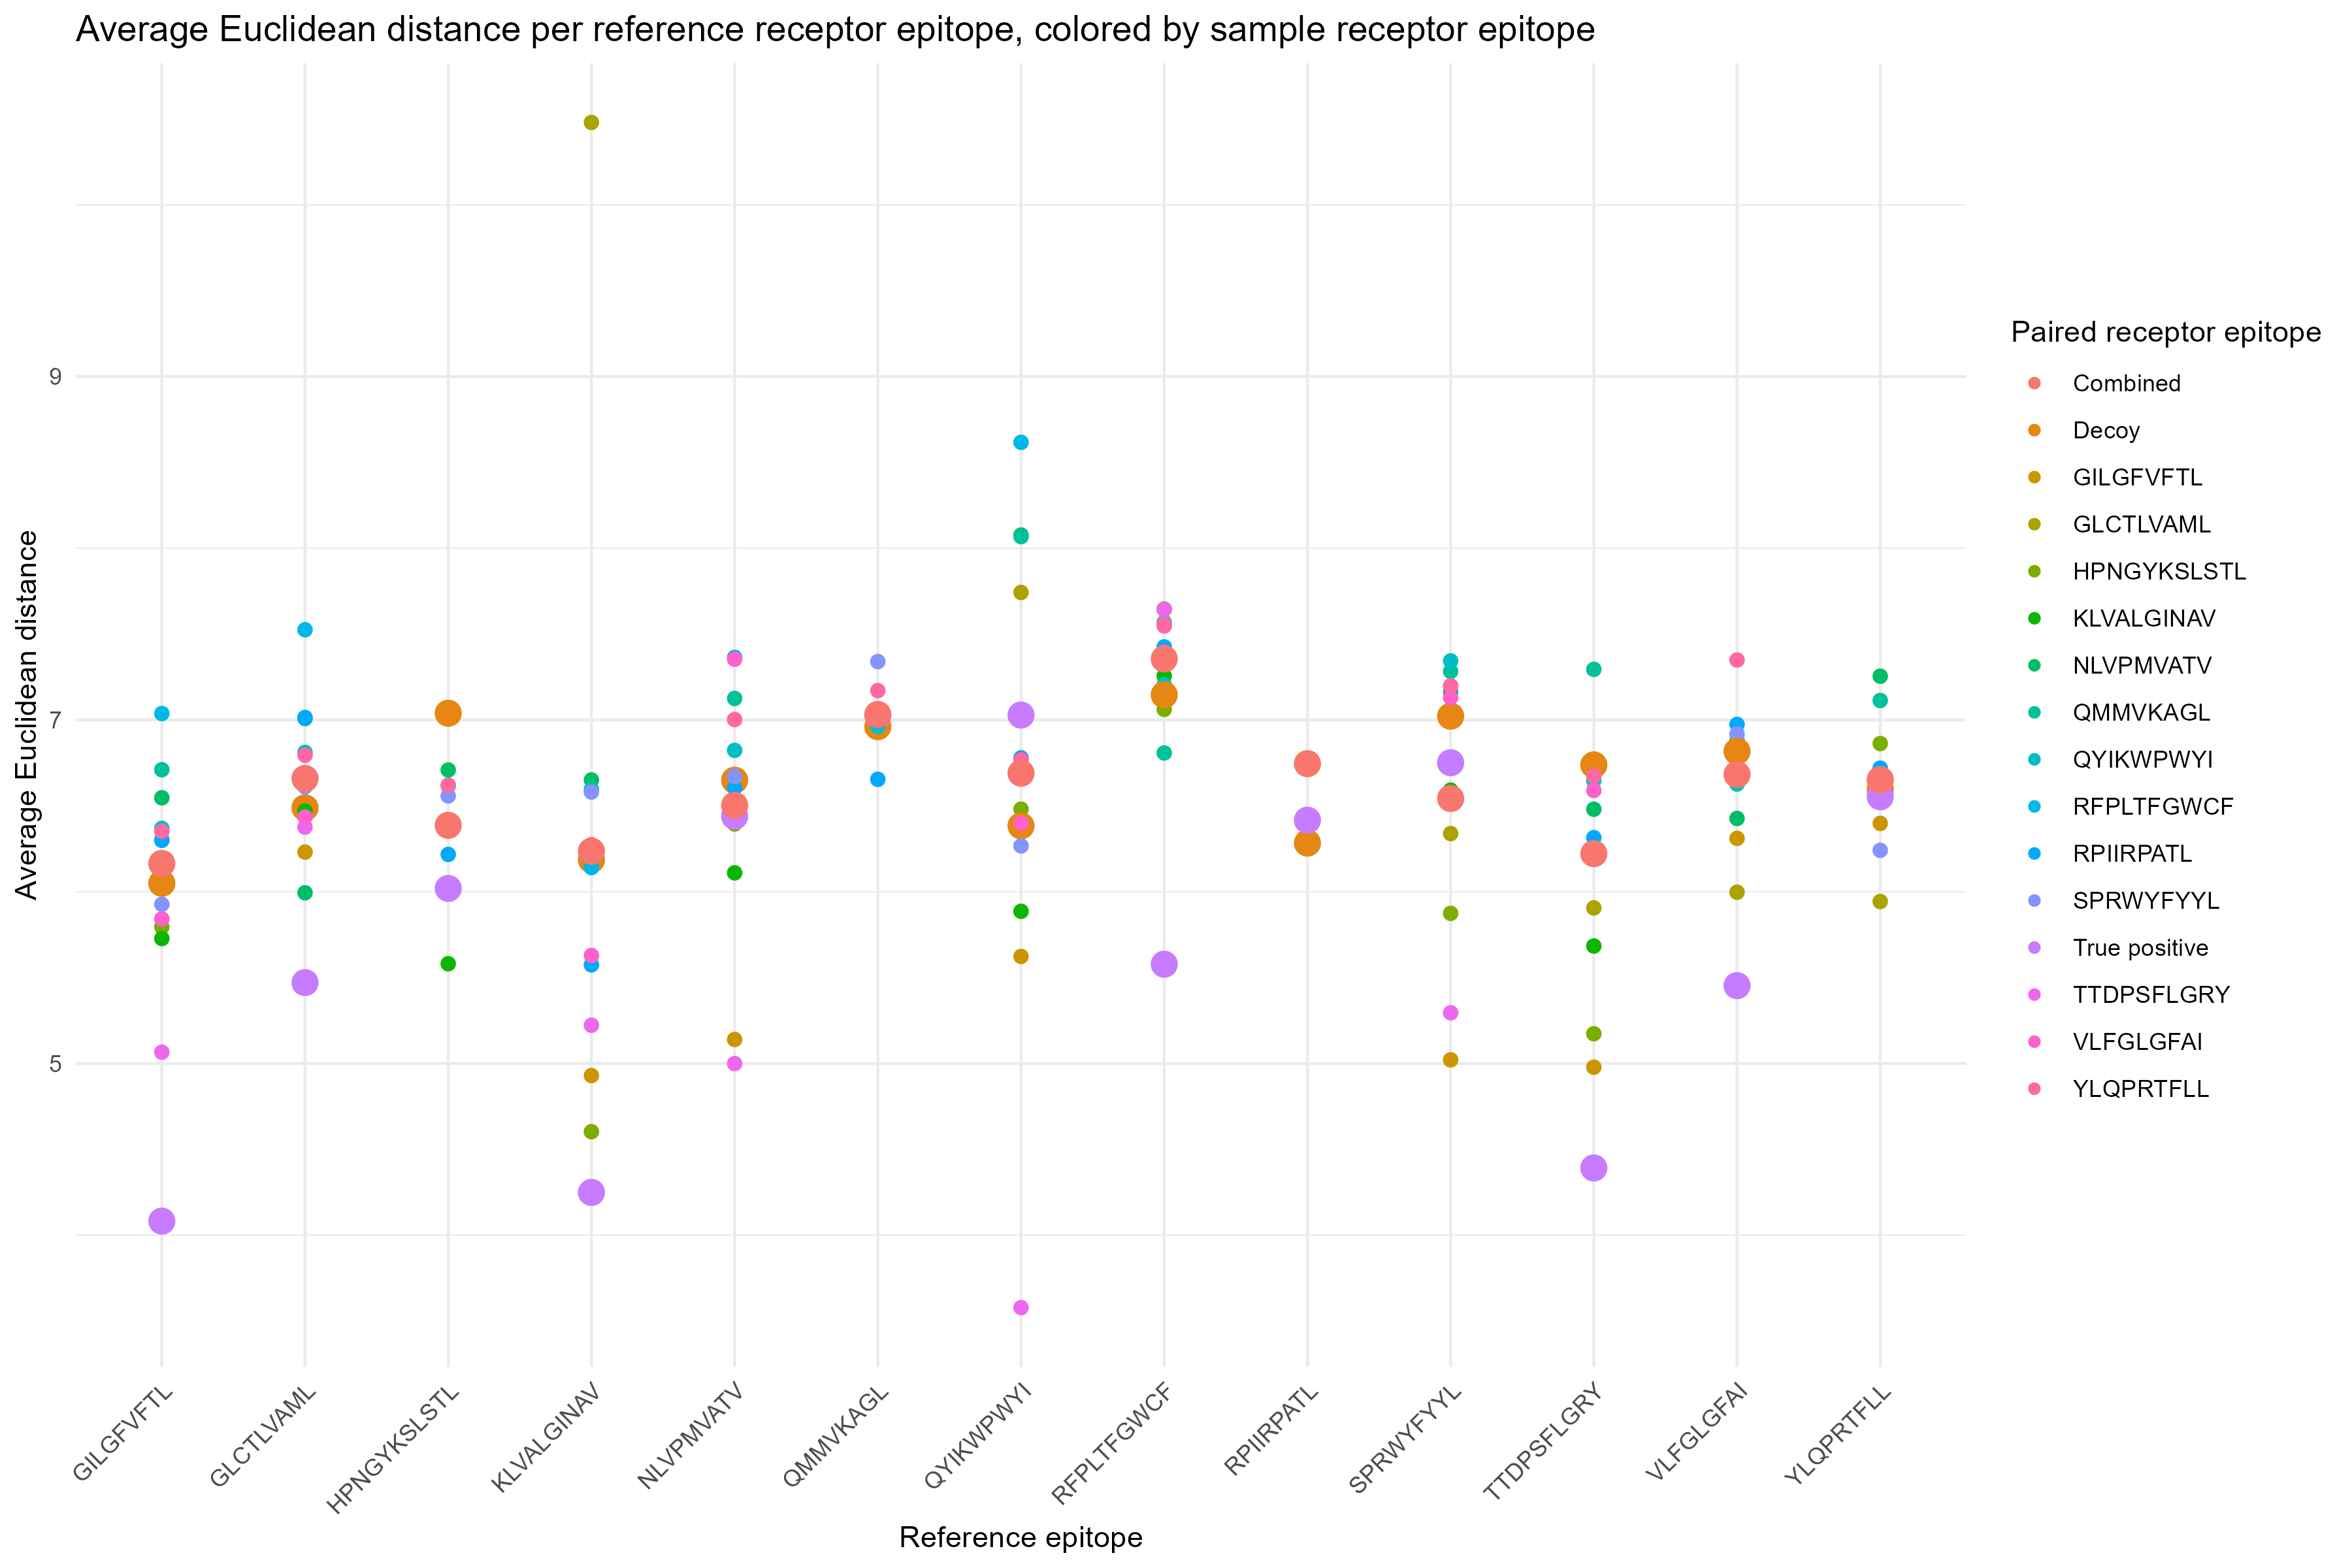 Average Euclidean distance per reference receptor epitope, colored by sample receptor epitope
Average Euclidean distance
9
7
5
GILGFVFTL
GLCTLVAML
HPNGYKSLSTL
KLVALGINAV
NLVPMVATV
QMMVKAGL
QYIKWPWYI
RFPLTFGWCF
RPIIRPATL
SPRWYFYYL
TTDPSFLGRY
VLFGLGFAI
YLQPRTFLL
Reference epitope
Paired receptor epitope
Combined
Decoy
GILGFVFTL
GLCTLVAML
HPNGYKSLSTL
KLVALGINAV
NLVPMVATV
QMMVKAGL
QYIKWPWYI
RFPLTFGWCF
RPIIRPATL
SPRWYFYYL
True positive
TTDPSFLGRY
VLFGLGFAI
YLQPRTFLL